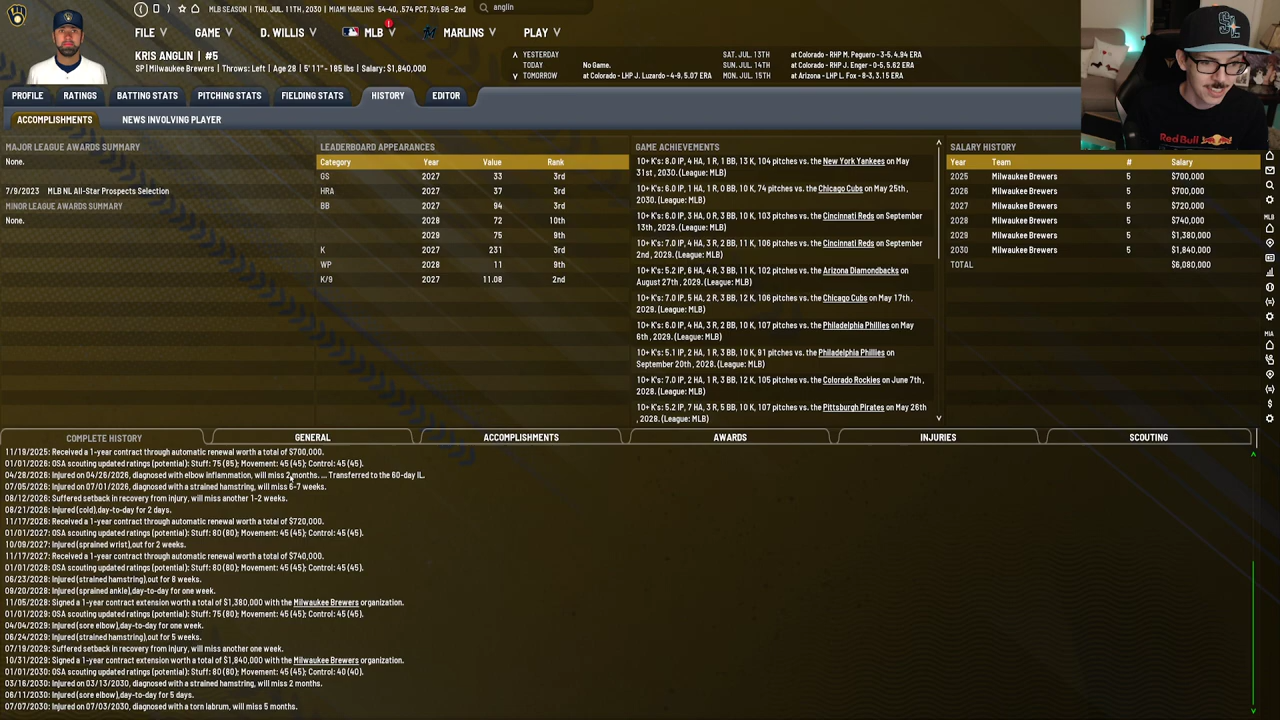 MLB SEASON | THU. JUL. 11TH, 2030 | MIAMI MARLINS 54-40, .574 PCT, 3½ GB - 2nd
anglin
FILE
GAME
D. WILLIS
MLB
MARLINS
PLAY
KRIS ANGLIN | #5
SP | Milwaukee Brewers | Throws: Left | Age 28 | 5' 11" - 185 lbs | Salary: $1,840,000
YESTERDAY
TODAY No Game.
TOMORROW at Colorado - LHP J. Luzardo - 4-9, 5.07 ERA
SAT. JUL. 13TH at Colorado - RHP M. Peguero - 3-5, 4.94 ERA
SUN. JUL. 14TH at Colorado - RHP J. Enger - 0-5, 5.62 ERA
MON. JUL. 15TH at Arizona - LHP L. Fox - 8-3, 3.15 ERA
PROFILE
RATINGS
BATTING STATS
PITCHING STATS
FIELDING STATS
HISTORY
EDITOR
ACCOMPLISHMENTS
NEWS INVOLVING PLAYER
Red Bull
MAJOR LEAGUE AWARDS SUMMARY
None.
7/9/2023 MLB NL All-Star Prospects Selection
MINOR LEAGUE AWARDS SUMMARY
None.
LEADERBOARD APPEARANCES
Category Year Value Rank
GS 2027 33 3rd
HRA 2027 37 3rd
BB 2027 94 3rd
2028 72 10th
2029 75 9th
K 2027 231 3rd
WP 2028 11 9th
K/9 2027 11.08 2nd
GAME ACHIEVEMENTS
10+ K's: 8.0 IP, 4 HA, 1 R, 1 BB, 13 K, 104 pitches vs. the New York Yankees on May
31st , 2030. (League: MLB)
10+ K's: 6.0 IP, 1 HA, 1 R, 0 BB, 10 K, 74 pitches vs. the Chicago Cubs on May 25th ,
2030. (League: MLB)
10+ K's: 6.0 IP, 3 HA, 0 R, 3 BB, 10 K, 103 pitches vs. the Cincinnati Reds on September
13th , 2029. (League: MLB)
10+ K's: 7.0 IP, 4 HA, 3 R, 2 BB, 11 K, 106 pitches vs. the Cincinnati Reds on September
2nd , 2029. (League: MLB)
10+ K's: 5.2 IP, 6 HA, 4 R, 3 BB, 11 K, 102 pitches vs. the Arizona Diamondbacks on
August 27th , 2029. (League: MLB)
10+ K's: 7.0 IP, 5 HA, 2 R, 3 BB, 12 K, 106 pitches vs. the Chicago Cubs on May 17th ,
2029. (League: MLB)
10+ K's: 6.0 IP, 4 HA, 3 R, 2 BB, 10 K, 107 pitches vs. the Philadelphia Phillies on May
6th , 2029. (League: MLB)
10+ K's: 5.1 IP, 2 HA, 1 R, 3 BB, 10 K, 91 pitches vs. the Philadelphia Phillies on
September 20th , 2028. (League: MLB)
10+ K's: 7.0 IP, 2 HA, 1 R, 3 BB, 12 K, 105 pitches vs. the Colorado Rockies on June 7th ,
2028. (League: MLB)
10+ K's: 5.2 IP, 7 HA, 3 R, 5 BB, 10 K, 107 pitches vs. the Pittsburgh Pirates on May 26th
, 2028. (League: MLB)
SALARY HISTORY
Year Team # Salary
2025 Milwaukee Brewers 5 $700,000
2026 Milwaukee Brewers 5 $700,000
2027 Milwaukee Brewers 5 $720,000
2028 Milwaukee Brewers 5 $740,000
2029 Milwaukee Brewers 5 $1,380,000
2030 Milwaukee Brewers 5 $1,840,000
TOTAL $6,080,000
MLB
MIA
COMPLETE HISTORY
GENERAL
ACCOMPLISHMENTS
AWARDS
INJURIES
SCOUTING
11/19/2025: Received a 1-year contract through automatic renewal worth a total of $700,000.
01/01/2026: OSA scouting updated ratings (potential): Stuff: 75 (85); Movement: 45 (45); Control: 45 (45).
04/28/2026: Injured on 04/26/2026, diagnosed with elbow inflammation, will miss 2 months. ... Transferred to the 60-day IL.
07/05/2026: Injured on 07/01/2026, diagnosed with a strained hamstring, will miss 6-7 weeks.
08/12/2026: Suffered setback in recovery from injury, will miss another 1-2 weeks.
08/21/2026: Injured (cold),day-to-day for 2 days.
11/17/2026: Received a 1-year contract through automatic renewal worth a total of $720,000.
01/01/2027: OSA scouting updated ratings (potential): Stuff: 80 (80); Movement: 45 (45); Control: 45 (45).
10/09/2027: Injured (sprained wrist),out for 2 weeks.
11/17/2027: Received a 1-year contract through automatic renewal worth a total of $740,000.
01/01/2028: OSA scouting updated ratings (potential): Stuff: 80 (80); Movement: 45 (45); Control: 45 (45).
06/23/2028: Injured (strained hamstring),out for 8 weeks.
09/20/2028: Injured (sprained ankle),day-to-day for one week.
11/05/2028: Signed a 1-year contract extension worth a total of $1,380,000 with the Milwaukee Brewers organization.
01/01/2029: OSA scouting updated ratings (potential): Stuff: 75 (80); Movement: 45 (45); Control: 45 (45).
04/04/2029: Injured (sore elbow),day-to-day for one week.
06/24/2029: Injured (strained hamstring),out for 5 weeks.
07/19/2029: Suffered setback in recovery from injury, will miss another one week.
10/31/2029: Signed a 1-year contract extension worth a total of $1,840,000 with the Milwaukee Brewers organization.
01/01/2030: OSA scouting updated ratings (potential): Stuff: 80 (80); Movement: 45 (45); Control: 40 (40).
03/16/2030: Injured on 03/13/2030, diagnosed with a strained hamstring, will miss 2 months.
06/11/2030: Injured (sore elbow),day-to-day for 5 days.
07/07/2030: Injured on 07/03/2030, diagnosed with a torn labrum, will miss 5 months.